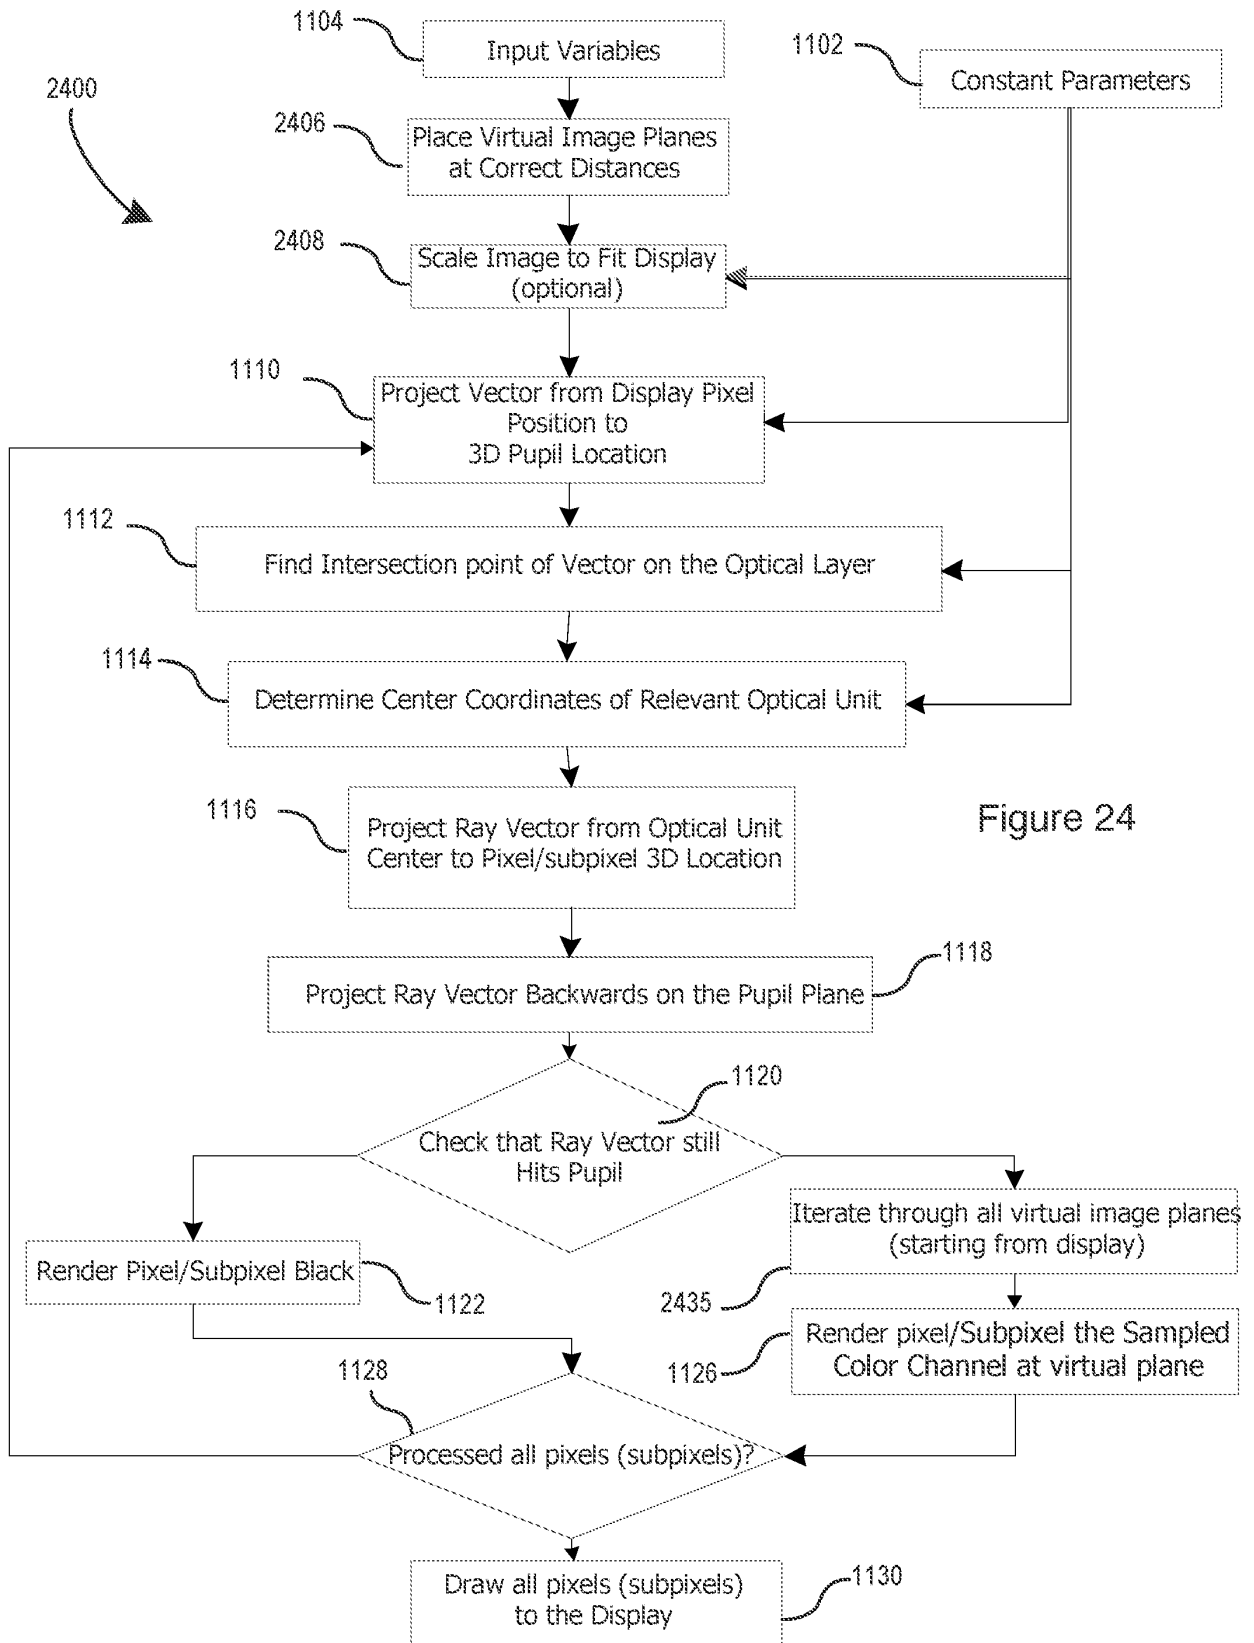 1104
Input Variables
1102
Constant Parameters
2400
2406
Place Virtual Image Planes
at Correct Distances
2408
Scale Image to Fit Display
(optional)
1110
Project Vector from Display Pixel
Position to
3D Pupil Location
1112
Find Intersection point of Vector on the Optical Layer
1114
Determine Center Coordinates of Relevant Optical Unit
1116
Project Ray Vector from Optical Unit
Center to Pixel/subpixel 3D Location
Figure 24
1118
Project Ray Vector Backwards on the Pupil Plane
1120
Check that Ray Vector still
Hits Pupil
Iterate through all virtual image planes
(starting from display)
2435
Render Pixel/Subpixel Black
1122
Render pixel/Subpixel the Sampled
Color Channel at virtual plane
1126
1128
Processed all pixels (subpixels)?
Draw all pixels (subpixels)
to the Display
1130